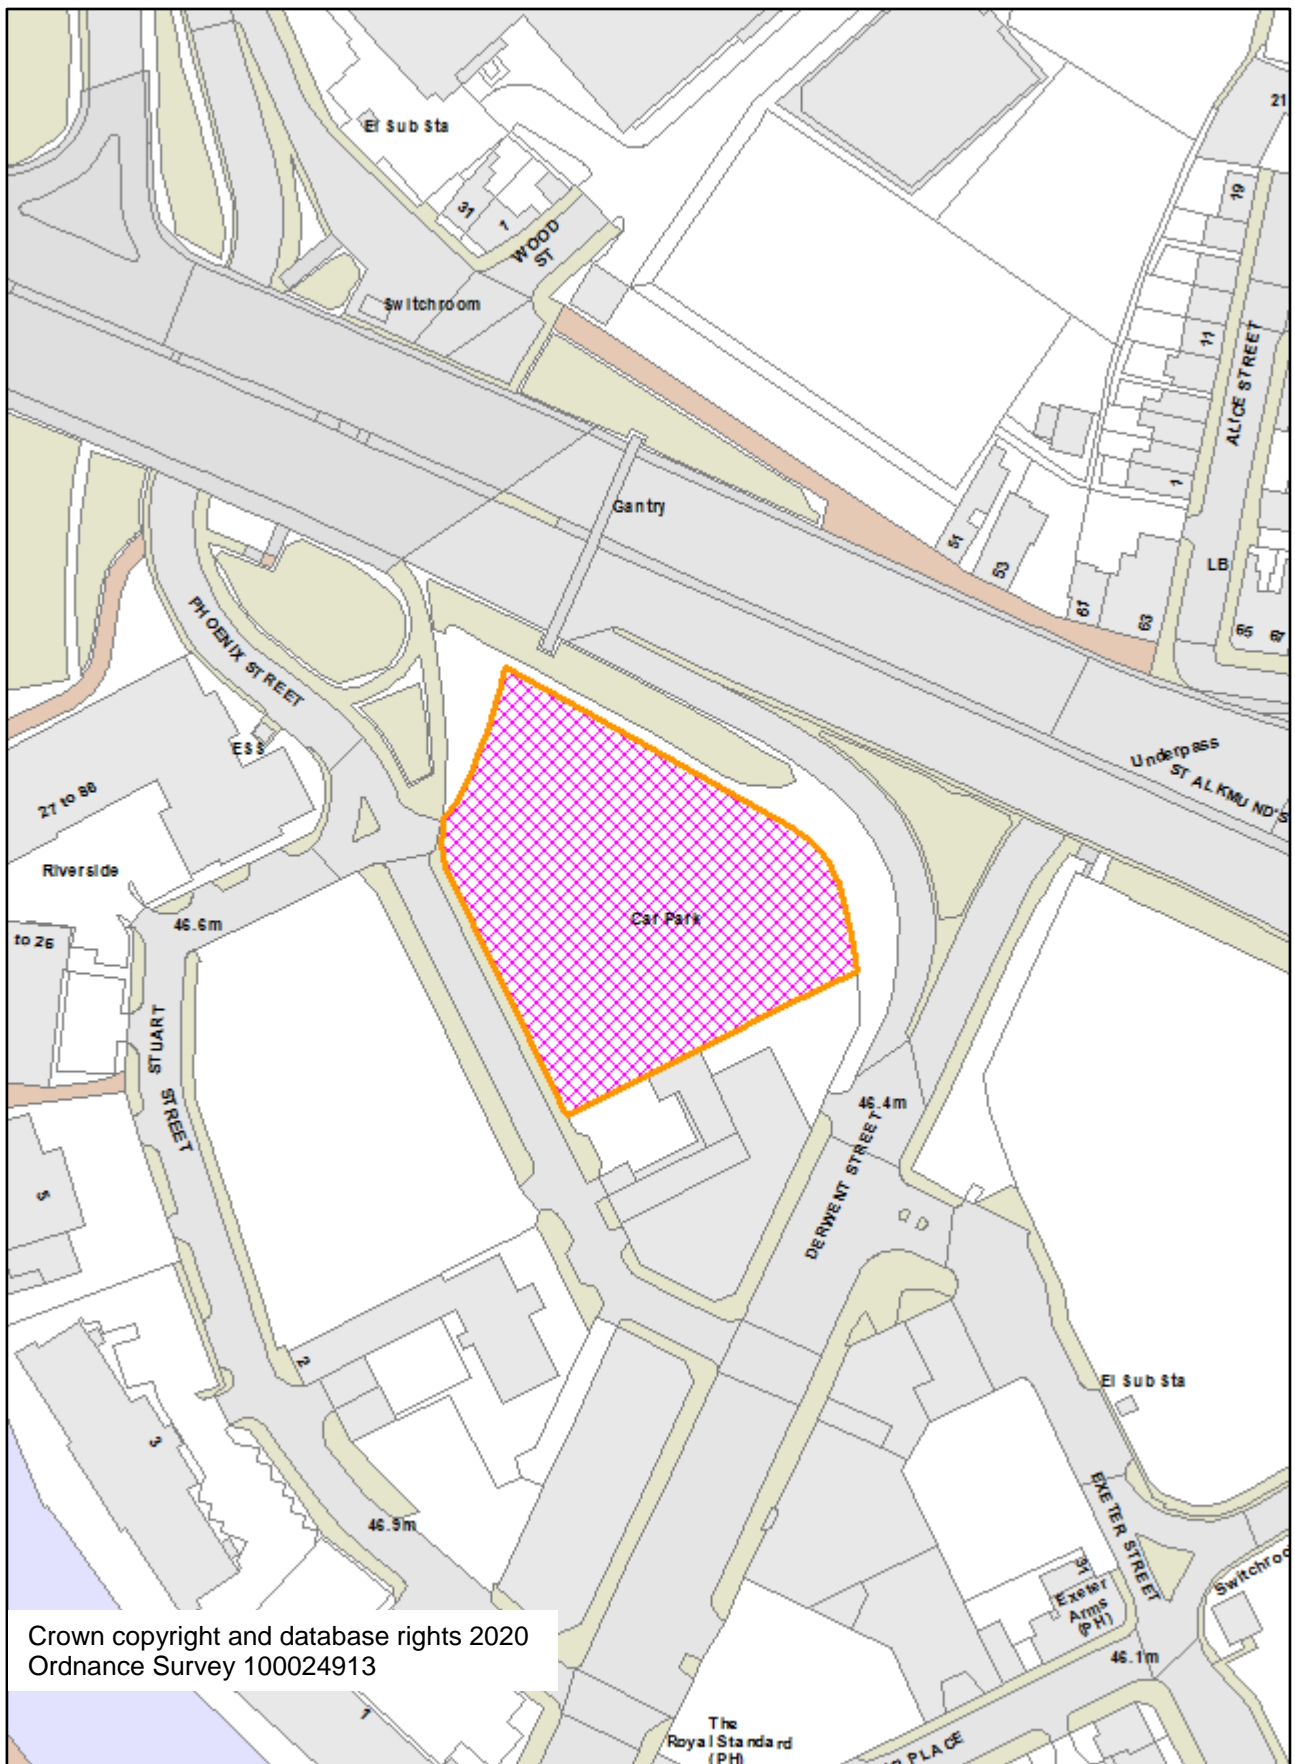 21
El Sub Sta
19
31
1
WOOD
ST
Switchroom
11
ALICE STREET
1
Gantry
51
53
LB
61
63
65
67
PHOENIX STREET
ESS
Underpass
ST ALKMUND'S
27 to 86
Riverside
46.6m
Car Park
to 26
STUART
STREET
46.4m
DERWENT STREET
5
2
El Sub Sta
3
EXETER STREET
46.9m
31
Exeter
Arms
(PH)
46.1m
Crown copyright and database rights 2020
Ordnance Survey 100024913
1
The
Royal Standard
(PH)
PLACE